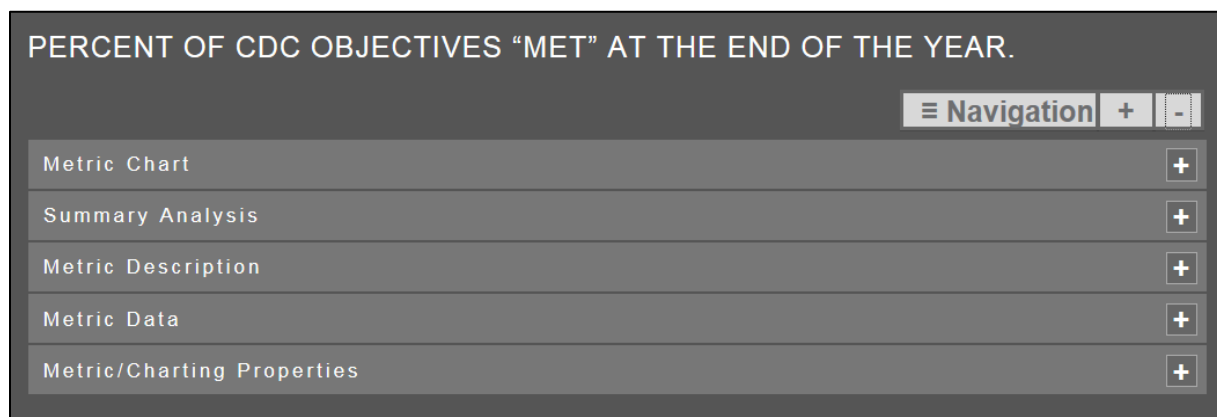 PERCENT OF CDC OBJECTIVES “MET” AT THE END OF THE YEAR.
≡ Navigation + -
Metric Chart +
Summary Analysis +
Metric Description +
Metric Data +
Metric/Charting Properties +